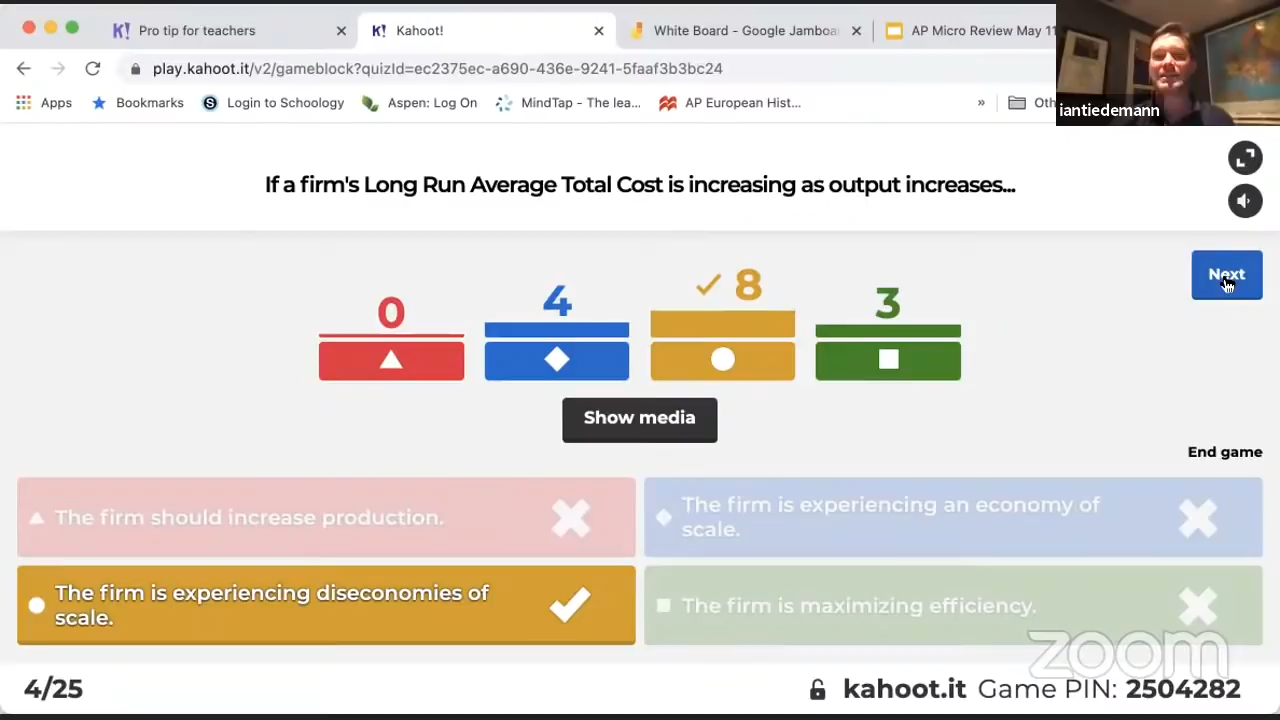 K! Pro tip for teachers
K! Kahoot!
White Board - Google Jamboa
AP Micro Review May 11
play.kahoot.it/v2/gameblock?quizId=ec2375ec-a690-436e-9241-5faaf3b3bc24
Apps
Bookmarks
S Login to Schoology
Aspen: Log On
MindTap - The lea...
AP European Hist...
»
Oth
iantiedemann
If a firm's Long Run Average Total Cost is increasing as output increases...
Next
0
4
8
3
Show media
End game
The firm should increase production.
The firm is experiencing an economy of
scale.
The firm is experiencing diseconomies of
scale.
The firm is maximizing efficiency.
zoom
4/25
kahoot.it Game PIN: 2504282